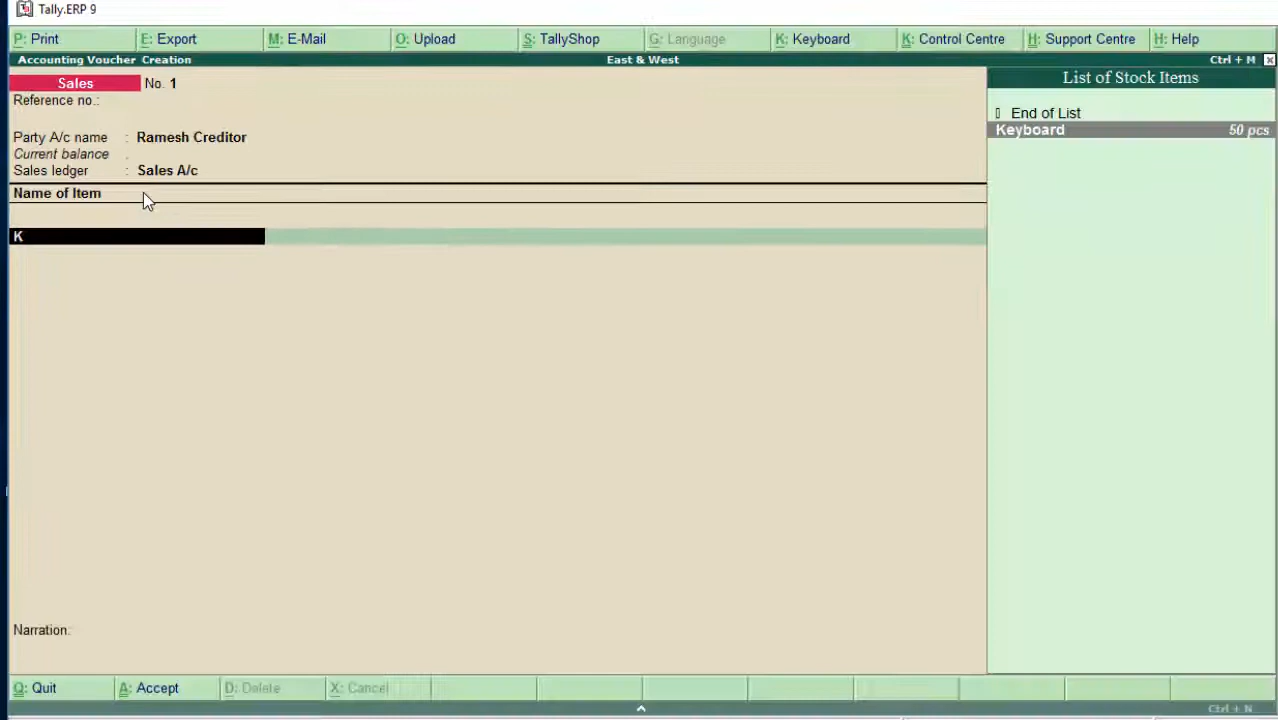 Tally.ERP 9
P: Print E: Export M: E-Mail O: Upload S: TallyShop G: Language K: Keyboard K: Control Centre H: Support Centre H: Help
Accounting Voucher Creation East & West Ctrl + M x
Sales No. 1
Reference no.:
Party A/c name : Ramesh Creditor
Current balance :
Sales ledger : Sales A/c
Name of Item
K
Narration:
List of Stock Items
End of List
Keyboard 50 pcs
Q: Quit A: Accept D: Delete X: Cancel
Ctrl + N